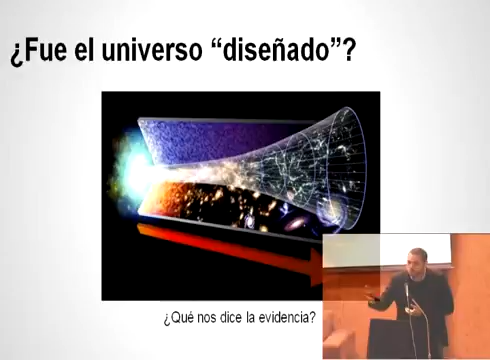 ¿Fue el universo “diseñado”?
¿Qué nos dice la evidencia?